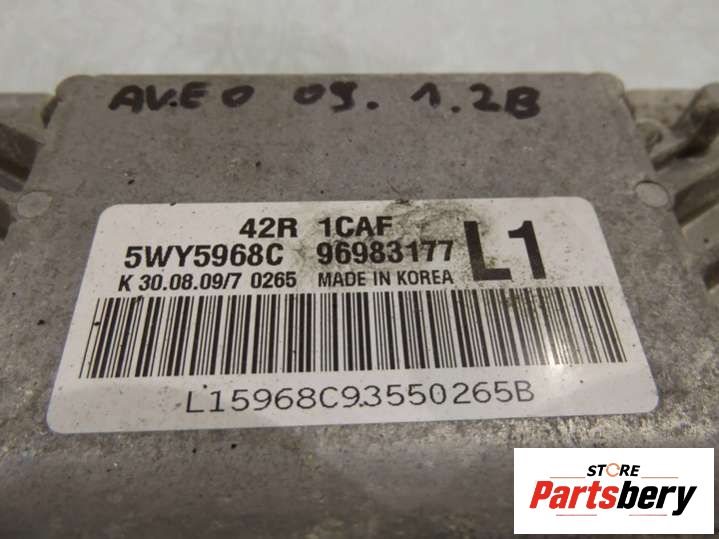 AVEO 09. 1.2B
42R 1CAF
5WY5968C 96983177 L1
K 30.08.09/7 0265 MADE IN KOREA
L15968C93550265B
STORE
Partsbery